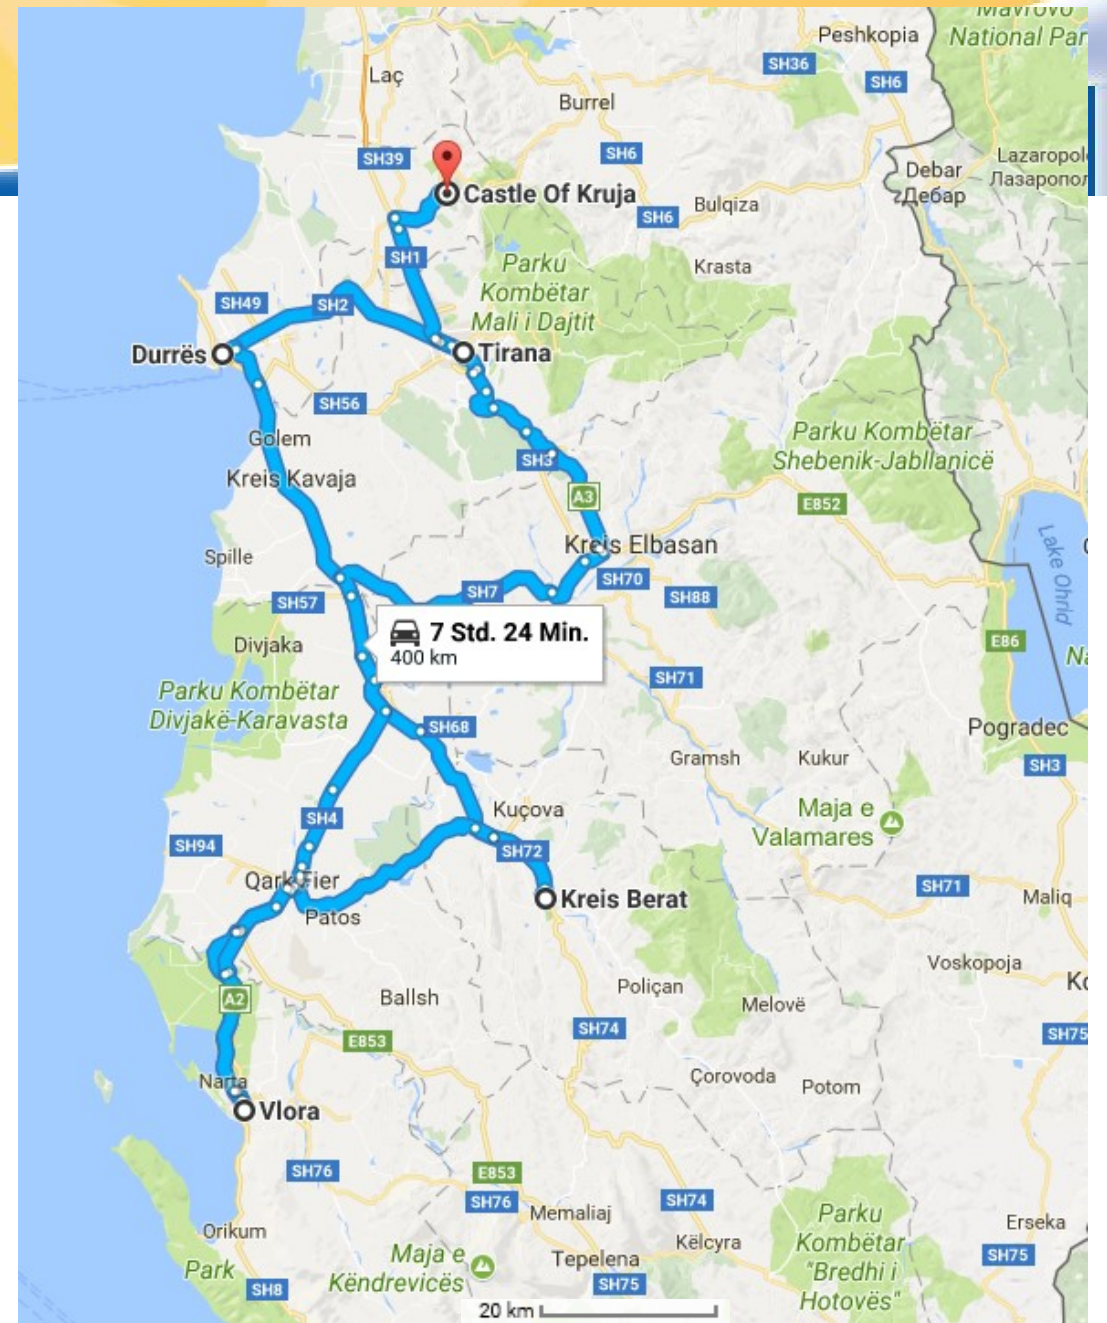 Mavrovo
National Par
Peshkopia
SH36
SH6
Laç
Burrel
SH39
SH6
Debar
Дебар
Lazaropol
Лазаропол
Castle Of Kruja
SH6
Bulqiza
SH1
Parku
Kombëtar
Mali i Dajtit
Krasta
SH49
SH2
Durrës
Tirana
SH56
Golem
Parku Kombëtar
Shebenik-Jabllanicë
SH3
Kreis Kavaja
A3
E852
Kreis Elbasan
Lake Ohrid
Spille
SH7
SH70
SH57
SH88
7 Std. 24 Min.
400 km
Divjaka
E86
SH71
Parku Kombëtar
Divjakë-Karavasta
SH68
Pogradec
Gramsh
Kukur
SH3
Kuçova
Maja e
Valamares
SH4
SH94
SH72
Qark Fier
SH71
Kreis Berat
Maliq
Patos
Voskopoja
Poliçan
Ballsh
A2
Melovë
SH74
SH75
E853
Narta
Çorovoda
Potom
Vlora
SH76
E853
SH76
SH74
Memaliaj
Parku
Kombëtar
"Bredhi i
Hotovës"
Erseka
Orikum
Këlcyra
Maja e
Këndrevicës
Tepelena
SH75
Park
SH8
SH75
20 km